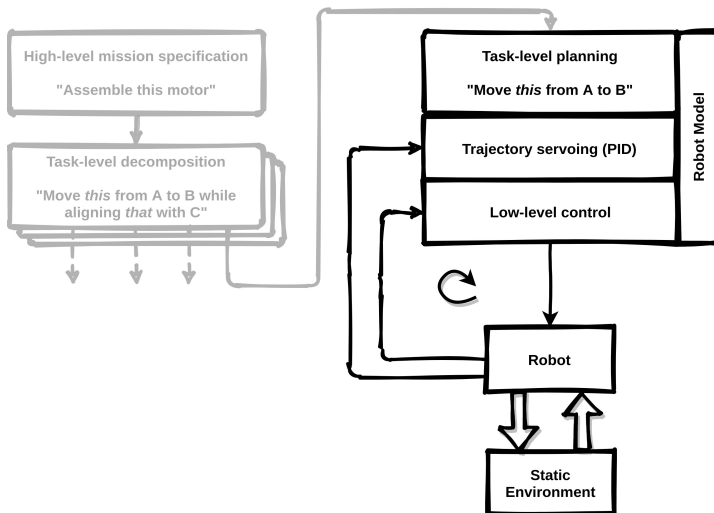 High-level mission specification
"Assemble this motor"
Task-level decomposition
"Move this from A to B while
aligning that with C"
Task-level planning
"Move this from A to B"
Trajectory servoing (PID)
Low-level control
Robot Model
Robot
Static
Environment